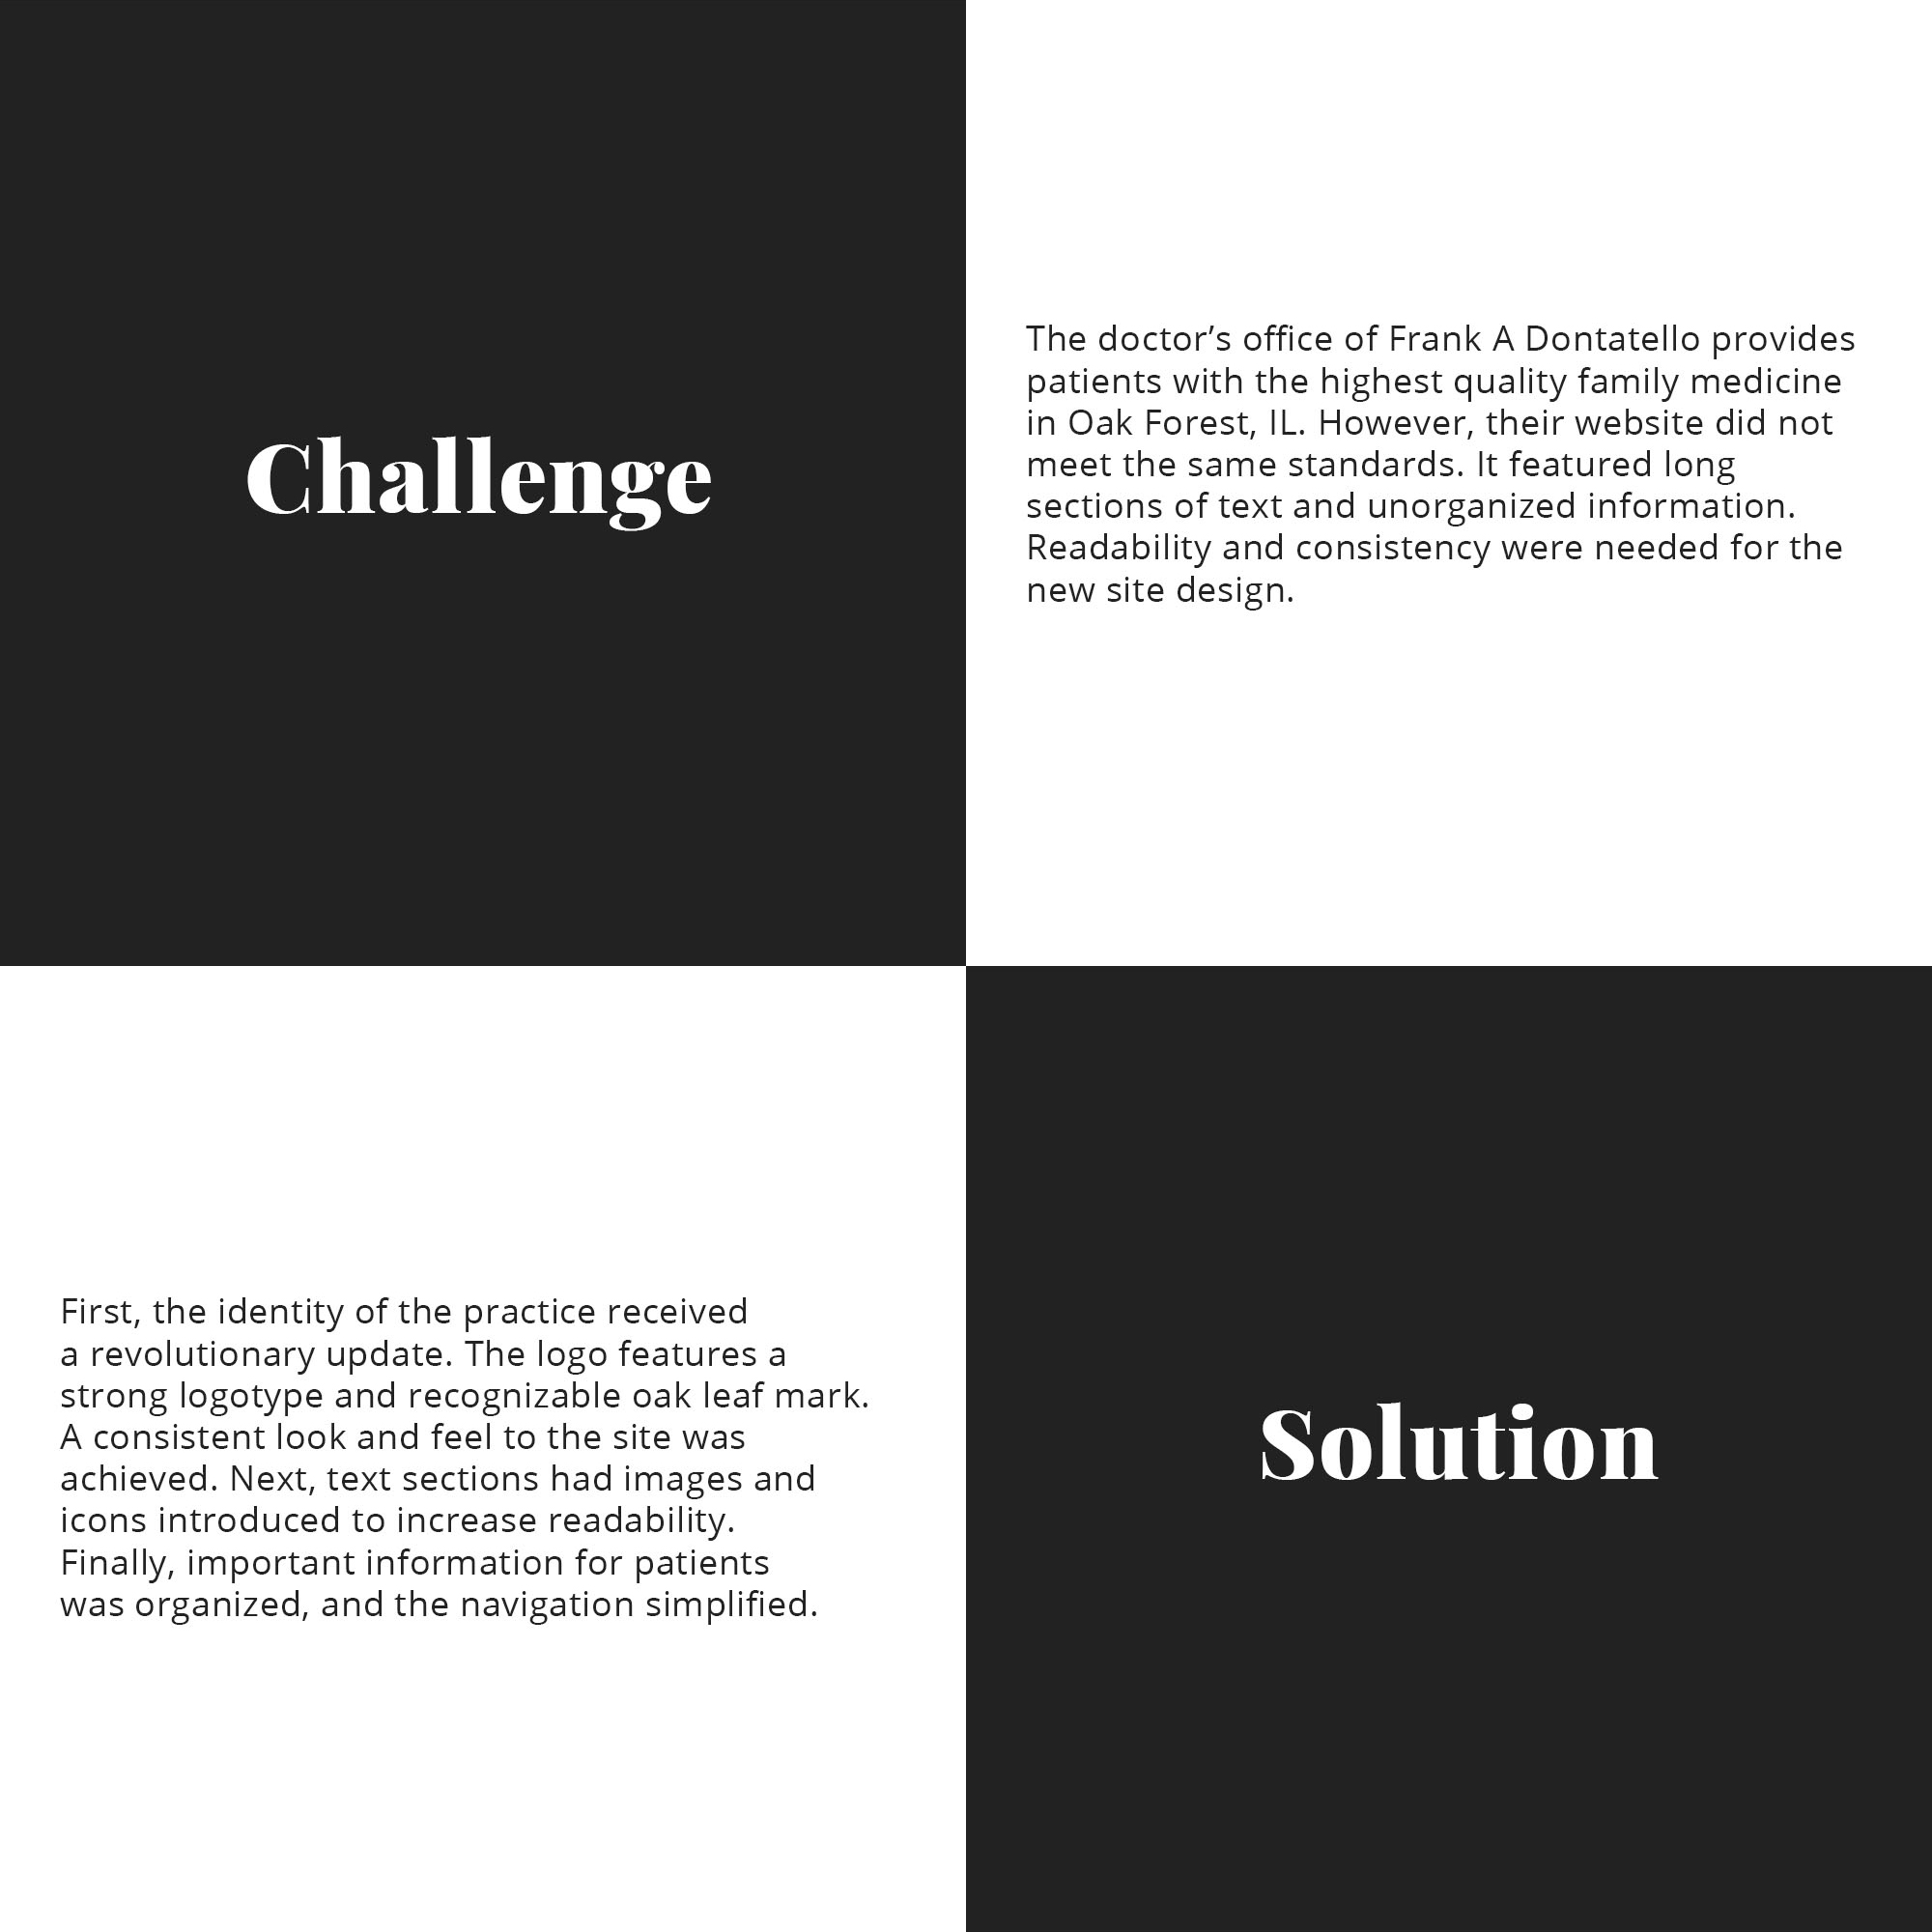 Challenge
The doctor’s office of Frank A Dontatello provides
patients with the highest quality family medicine
in Oak Forest, IL. However, their website did not
meet the same standards. It featured long
sections of text and unorganized information.
Readability and consistency were needed for the
new site design.
First, the identity of the practice received
a revolutionary update. The logo features a
strong logotype and recognizable oak leaf mark.
A consistent look and feel to the site was
achieved. Next, text sections had images and
icons introduced to increase readability.
Finally, important information for patients
was organized, and the navigation simplified.
Solution